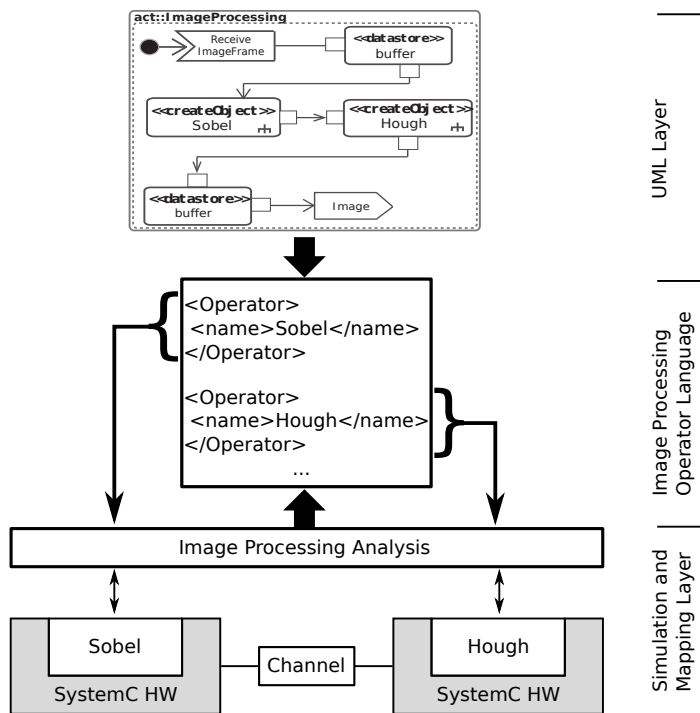 act::ImageProcessing
Receive
ImageFrame
<<datastore>>
buffer
<<createObject>>
Sobel
<<createObject>>
Hough
<<datastore>>
buffer
Image
UML Layer
<Operator>
<name>Sobel</name>
</Operator>
<Operator>
<name>Hough</name>
</Operator>
...
Image Processing
Operator Language
Image Processing Analysis
Sobel
SystemC HW
Channel
Hough
SystemC HW
Simulation and
Mapping Layer